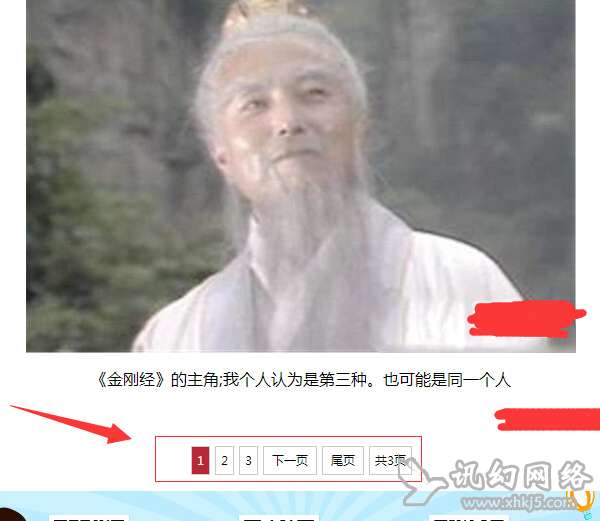 《金刚经》的主角;我个人认为是第三种。也可能是同一个人
1 2 3 下一页 尾页 共3页
讯幻网络
www.xhkj5.com